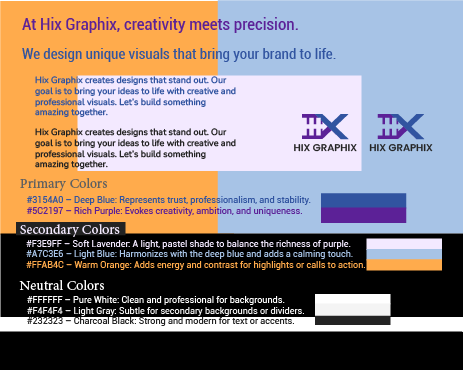 At Hix Graphix, creativity meets precision.
We design unique visuals that bring your brand to life.
Hix Graphix creates designs that stand out. Our
goal is to bring your ideas to life with creative and
professional visuals. Let's build something
amazing together.
Hix Graphix creates designs that stand out. Our
goal is to bring your ideas to life with creative and
professional visuals. Let's build something
amazing together.
HIX GRAPHIX HIX GRAPHIX
Primary Colors
#3154A0 – Deep Blue: Represents trust, professionalism, and stability.
#5C2197 – Rich Purple: Evokes creativity, ambition, and uniqueness.
Secondary Colors
#F3E9FF – Soft Lavender: A light, pastel shade to balance the richness of purple.
#A7C3E6 – Light Blue: Harmonizes with the deep blue and adds a calming touch.
#FFAB4C – Warm Orange: Adds energy and contrast for highlights or calls to action.
Neutral Colors
#FFFFFF – Pure White: Clean and professional for backgrounds.
#F4F4F4 – Light Gray: Subtle for secondary backgrounds or dividers.
#232323 – Charcoal Black: Strong and modern for text or accents.